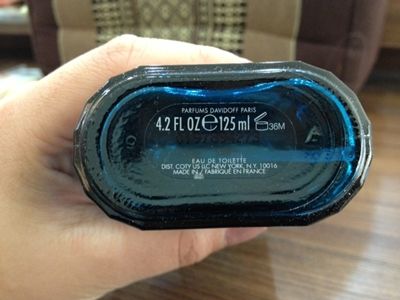 PARFUMS DAVIDOFF PARIS
4.2 FL OZ ℮ 125 ml 36M
EAU DE TOILETTE
DIST. COTY US LLC NEW YORK, N.Y. 10016
MADE IN / FABRIQUÉ EN FRANCE